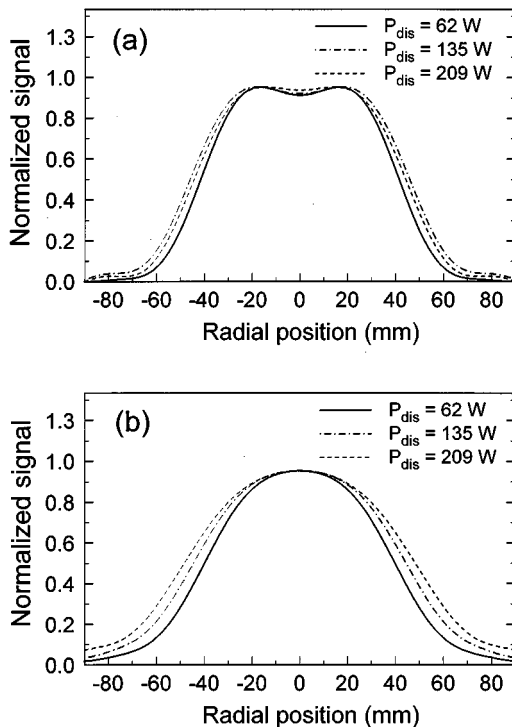 (a)
P_dis = 62 W
P_dis = 135 W
P_dis = 209 W
Normalized signal
1.3
1.0
0.8
0.6
0.4
0.2
0.0
-80 -60 -40 -20 0 20 40 60 80
Radial position (mm)
(b)
P_dis = 62 W
P_dis = 135 W
P_dis = 209 W
Normalized signal
1.3
1.0
0.8
0.6
0.4
0.2
0.0
-80 -60 -40 -20 0 20 40 60 80
Radial position (mm)